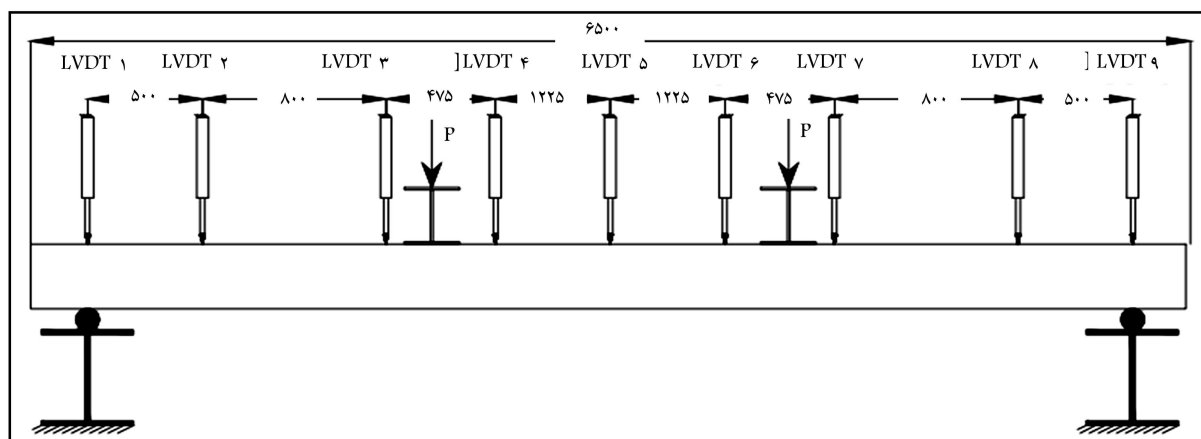 ۶۵۰۰
LVDT ۱ LVDT ۲ LVDT ۳ ]LVDT ۴ LVDT ۵ LVDT ۶ LVDT ۷ LVDT ۸ ] LVDT ۹
۵۰۰ ۸۰۰ ۴۷۵ ۱۲۲۵ ۱۲۲۵ ۴۷۵ ۸۰۰ ۵۰۰
P P